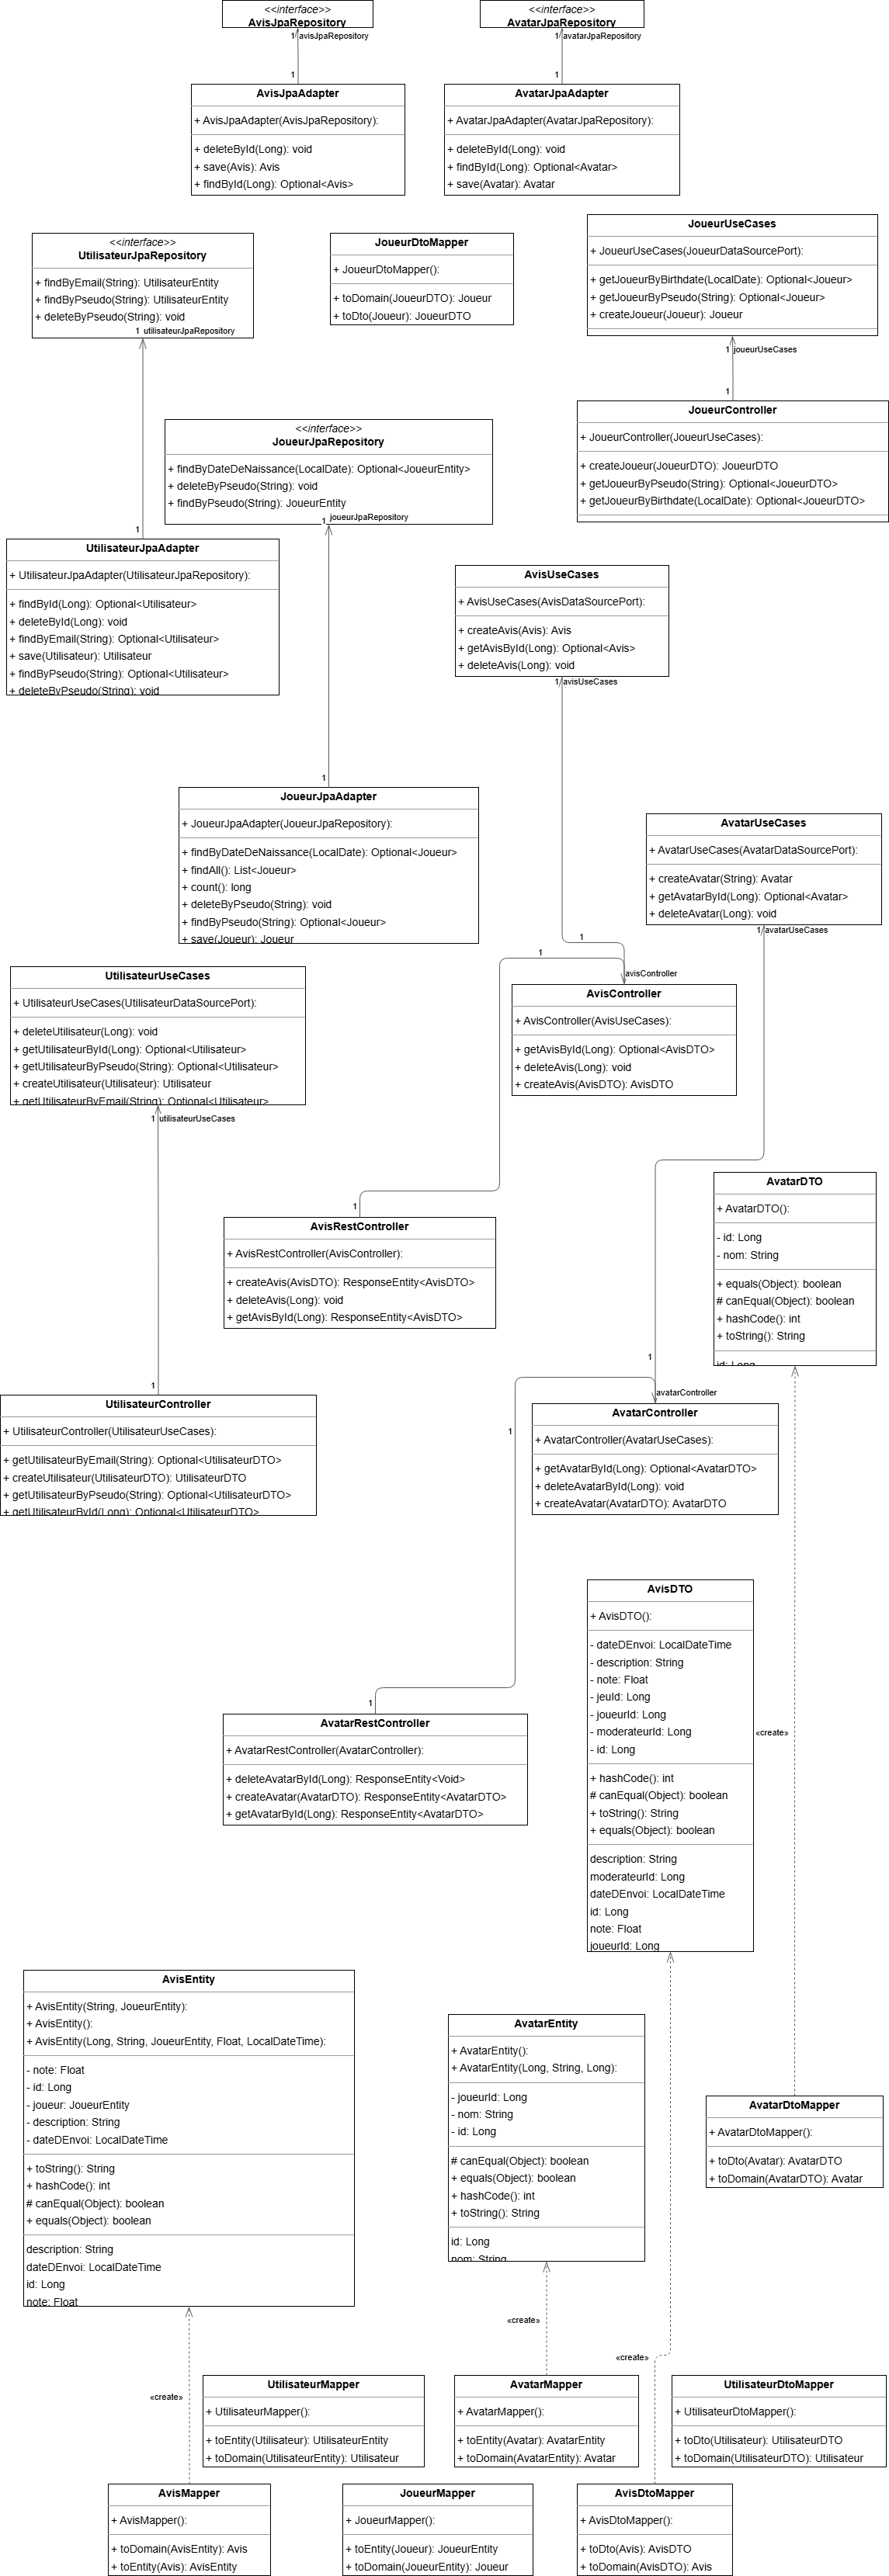 <<interface>>
AvisJpaRepository
<<interface>>
AvatarJpaRepository
1 avisJpaRepository
1 avatarJpaRepository
1
1
AvisJpaAdapter
+ AvisJpaAdapter(AvisJpaRepository):
+ deleteById(Long): void
+ save(Avis): Avis
+ findById(Long): Optional<Avis>
AvatarJpaAdapter
+ AvatarJpaAdapter(AvatarJpaRepository):
+ deleteById(Long): void
+ findById(Long): Optional<Avatar>
+ save(Avatar): Avatar
<<interface>>
UtilisateurJpaRepository
+ findByEmail(String): UtilisateurEntity
+ findByPseudo(String): UtilisateurEntity
+ deleteByPseudo(String): void
1 utilisateurJpaRepository
JoueurDtoMapper
+ JoueurDtoMapper():
+ toDomain(JoueurDTO): Joueur
+ toDto(Joueur): JoueurDTO
JoueurUseCases
+ JoueurUseCases(JoueurDataSourcePort):
+ getJoueurByBirthdate(LocalDate): Optional<Joueur>
+ getJoueurByPseudo(String): Optional<Joueur>
+ createJoueur(Joueur): Joueur
1 joueurUseCases
1
JoueurController
+ JoueurController(JoueurUseCases):
+ createJoueur(JoueurDTO): JoueurDTO
+ getJoueurByPseudo(String): Optional<JoueurDTO>
+ getJoueurByBirthdate(LocalDate): Optional<JoueurDTO>
<<interface>>
JoueurJpaRepository
+ findByDateDeNaissance(LocalDate): Optional<JoueurEntity>
+ deleteByPseudo(String): void
+ findByPseudo(String): JoueurEntity
1 joueurJpaRepository
1
UtilisateurJpaAdapter
+ UtilisateurJpaAdapter(UtilisateurJpaRepository):
+ findById(Long): Optional<Utilisateur>
+ deleteById(Long): void
+ findByEmail(String): Optional<Utilisateur>
+ save(Utilisateur): Utilisateur
+ findByPseudo(String): Optional<Utilisateur>
+ deleteByPseudo(String): void
AvisUseCases
+ AvisUseCases(AvisDataSourcePort):
+ createAvis(Avis): Avis
+ getAvisById(Long): Optional<Avis>
+ deleteAvis(Long): void
1 avisUseCases
1
JoueurJpaAdapter
+ JoueurJpaAdapter(JoueurJpaRepository):
+ findByDateDeNaissance(LocalDate): Optional<Joueur>
+ findAll(): List<Joueur>
+ count(): long
+ deleteByPseudo(String): void
+ findByPseudo(String): Optional<Joueur>
+ save(Joueur): Joueur
AvatarUseCases
+ AvatarUseCases(AvatarDataSourcePort):
+ createAvatar(String): Avatar
+ getAvatarById(Long): Optional<Avatar>
+ deleteAvatar(Long): void
1 avatarUseCases
1
1
avisController
UtilisateurUseCases
+ UtilisateurUseCases(UtilisateurDataSourcePort):
+ deleteUtilisateur(Long): void
+ getUtilisateurById(Long): Optional<Utilisateur>
+ getUtilisateurByPseudo(String): Optional<Utilisateur>
+ createUtilisateur(Utilisateur): Utilisateur
+ getUtilisateurByEmail(String): Optional<Utilisateur>
1 utilisateurUseCases
AvisController
+ AvisController(AvisUseCases):
+ getAvisById(Long): Optional<AvisDTO>
+ deleteAvis(Long): void
+ createAvis(AvisDTO): AvisDTO
1
AvisRestController
+ AvisRestController(AvisController):
+ createAvis(AvisDTO): ResponseEntity<AvisDTO>
+ deleteAvis(Long): void
+ getAvisById(Long): ResponseEntity<AvisDTO>
AvatarDTO
+ AvatarDTO():
- id: Long
- nom: String
+ equals(Object): boolean
# canEqual(Object): boolean
+ hashCode(): int
+ toString(): String
id: Long
1
1
avatarController
1
UtilisateurController
+ UtilisateurController(UtilisateurUseCases):
+ getUtilisateurByEmail(String): Optional<UtilisateurDTO>
+ createUtilisateur(UtilisateurDTO): UtilisateurDTO
+ getUtilisateurByPseudo(String): Optional<UtilisateurDTO>
+ getUtilisateurById(Long): Optional<UtilisateurDTO>
AvatarController
+ AvatarController(AvatarUseCases):
+ getAvatarById(Long): Optional<AvatarDTO>
+ deleteAvatarById(Long): void
+ createAvatar(AvatarDTO): AvatarDTO
AvisDTO
+ AvisDTO():
- dateDEnvoi: LocalDateTime
- description: String
- note: Float
- jeuId: Long
- joueurId: Long
- moderateurId: Long
- id: Long
+ hashCode(): int
# canEqual(Object): boolean
+ toString(): String
+ equals(Object): boolean
description: String
moderateurId: Long
dateDEnvoi: LocalDateTime
id: Long
note: Float
joueurId: Long
«create»
1
AvatarRestController
+ AvatarRestController(AvatarController):
+ deleteAvatarById(Long): ResponseEntity<Void>
+ createAvatar(AvatarDTO): ResponseEntity<AvatarDTO>
+ getAvatarById(Long): ResponseEntity<AvatarDTO>
AvisEntity
+ AvisEntity(String, JoueurEntity):
+ AvisEntity():
+ AvisEntity(Long, String, JoueurEntity, Float, LocalDateTime):
- note: Float
- id: Long
- joueur: JoueurEntity
- description: String
- dateDEnvoi: LocalDateTime
+ toString(): String
+ hashCode(): int
# canEqual(Object): boolean
+ equals(Object): boolean
description: String
dateDEnvoi: LocalDateTime
id: Long
note: Float
AvatarEntity
+ AvatarEntity():
+ AvatarEntity(Long, String, Long):
- joueurId: Long
- nom: String
- id: Long
# canEqual(Object): boolean
+ equals(Object): boolean
+ hashCode(): int
+ toString(): String
id: Long
nom: String
AvatarDtoMapper
+ AvatarDtoMapper():
+ toDto(Avatar): AvatarDTO
+ toDomain(AvatarDTO): Avatar
«create»
«create»
«create»
UtilisateurMapper
+ UtilisateurMapper():
+ toEntity(Utilisateur): UtilisateurEntity
+ toDomain(UtilisateurEntity): Utilisateur
AvatarMapper
+ AvatarMapper():
+ toEntity(Avatar): AvatarEntity
+ toDomain(AvatarEntity): Avatar
UtilisateurDtoMapper
+ UtilisateurDtoMapper():
+ toDto(Utilisateur): UtilisateurDTO
+ toDomain(UtilisateurDTO): Utilisateur
AvisMapper
+ AvisMapper():
+ toDomain(AvisEntity): Avis
+ toEntity(Avis): AvisEntity
JoueurMapper
+ JoueurMapper():
+ toEntity(Joueur): JoueurEntity
+ toDomain(JoueurEntity): Joueur
AvisDtoMapper
+ AvisDtoMapper():
+ toDto(Avis): AvisDTO
+ toDomain(AvisDTO): Avis